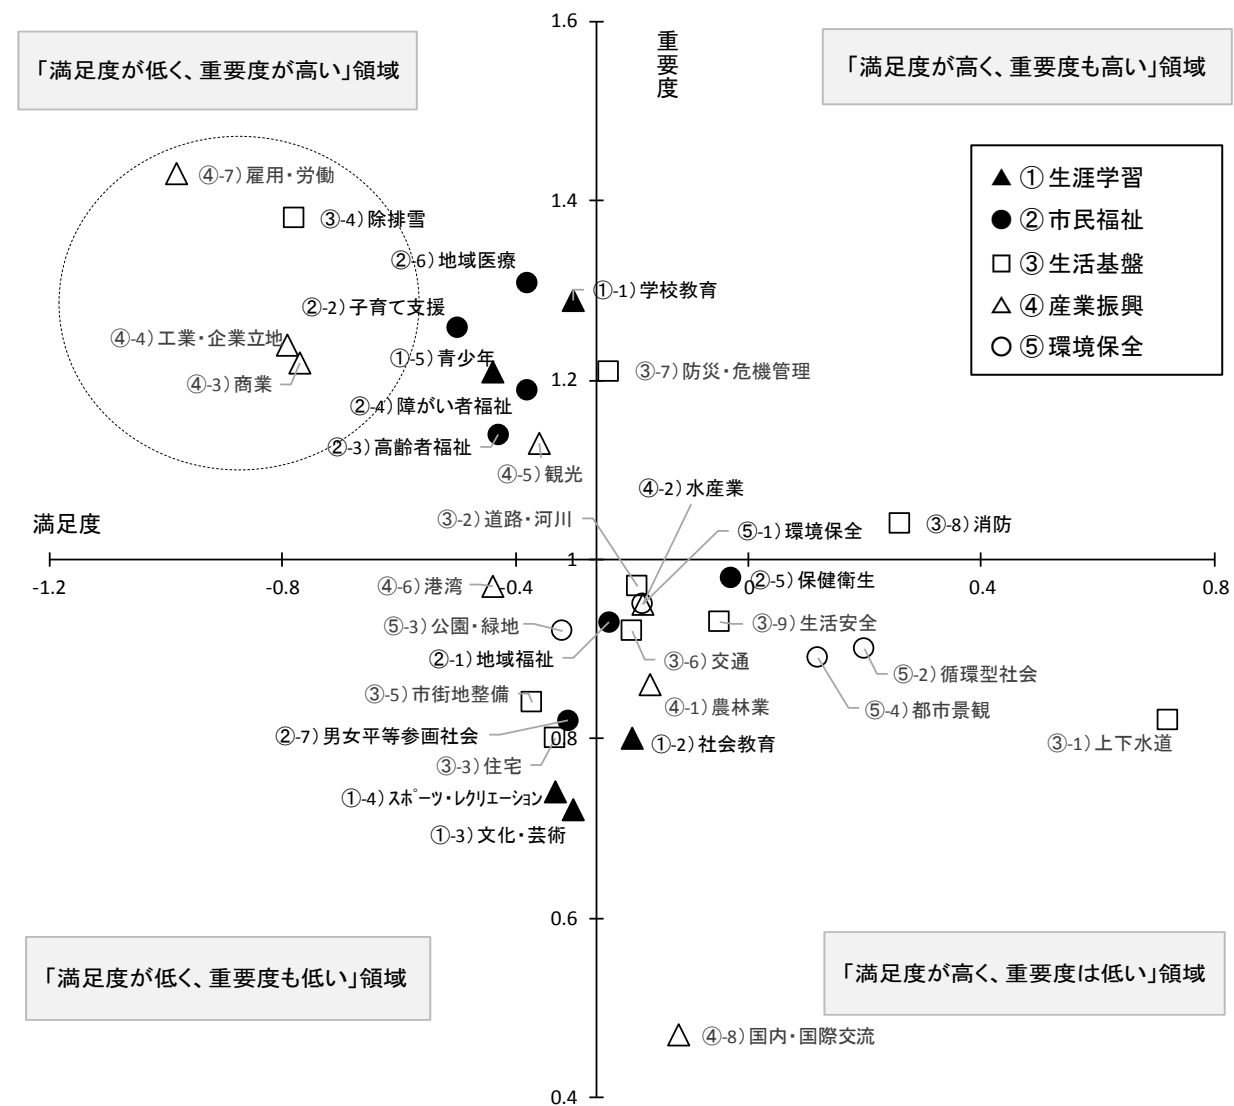 1.6
重要度
「満足度が低く、重要度が高い」領域
「満足度が高く、重要度も高い」領域
①生涯学習
②市民福祉
③生活基盤
④産業振興
⑤環境保全
④-7）雇用・労働
1.4
③-4）除排雪
②-6）地域医療
①-1）学校教育
②-2）子育て支援
④-4）工業・企業立地
①-5）青少年
③-7）防災・危機管理
④-3）商業
1.2
②-4）障がい者福祉
②-3）高齢者福祉
④-5）観光
④-2）水産業
③-2）道路・河川
満足度
⑤-1）環境保全
③-8）消防
1
-1.2
-0.8
-0.4
0
0.4
0.8
④-6）港湾
②-5）保健衛生
⑤-3）公園・緑地
③-9）生活安全
②-1）地域福祉
③-6）交通
⑤-2）循環型社会
③-5）市街地整備
④-1）農林業
⑤-4）都市景観
②-7）男女平等参画社会
0.8
①-2）社会教育
③-1）上下水道
③-3）住宅
①-4）ｽﾎﾟｰﾂ・ﾚｸﾘｴｰｼｮﾝ
①-3）文化・芸術
0.6
「満足度が低く、重要度も低い」領域
「満足度が高く、重要度は低い」領域
④-8）国内・国際交流
0.4